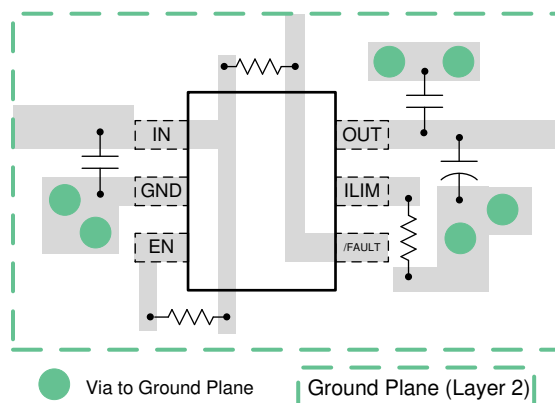 IN
OUT
GND
ILIM
EN
/FAULT
Via to Ground Plane
Ground Plane (Layer 2)